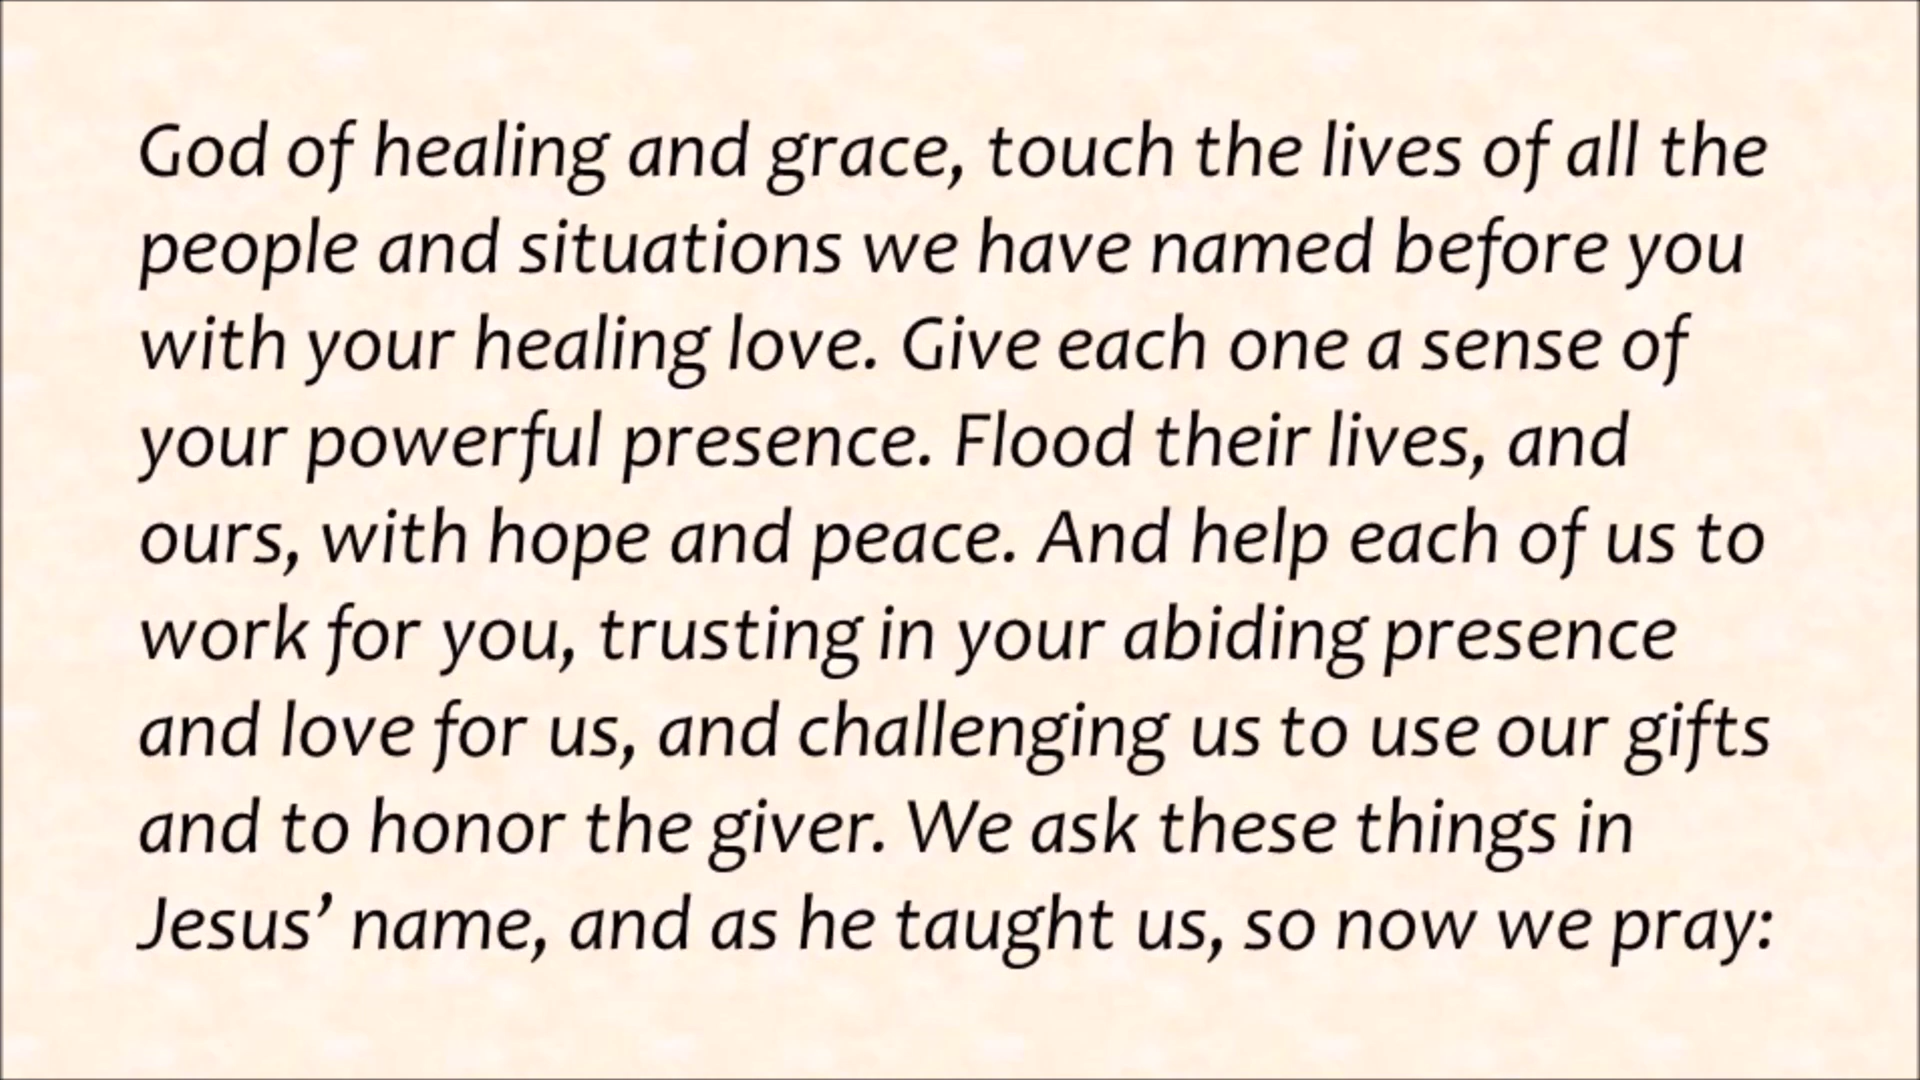 God of healing and grace, touch the lives of all the
people and situations we have named before you
with your healing love. Give each one a sense of
your powerful presence. Flood their lives, and
ours, with hope and peace. And help each of us to
work for you, trusting in your abiding presence
and love for us, and challenging us to use our gifts
and to honor the giver. We ask these things in
Jesus’ name, and as he taught us, so now we pray: